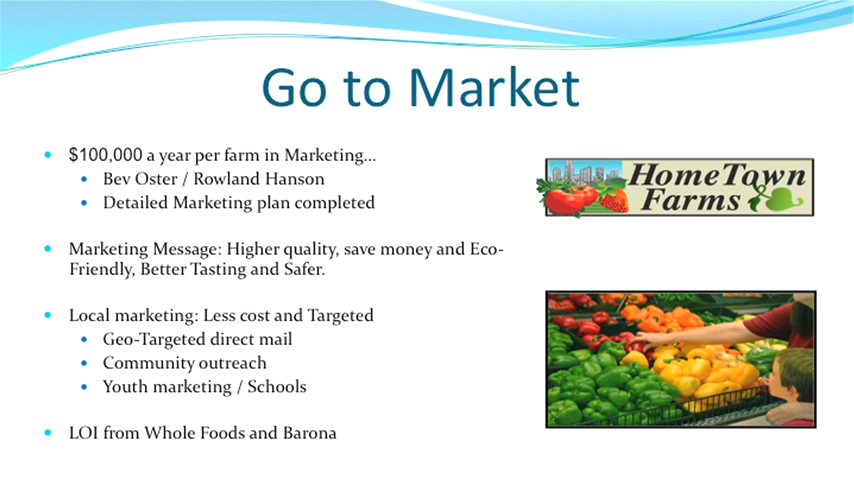 Go to Market
$100,000 a year per farm in Marketing...
Bev Oster / Rowland Hanson
Detailed Marketing plan completed
Marketing Message: Higher quality, save money and Eco-
Friendly, Better Tasting and Safer.
Local marketing: Less cost and Targeted
Geo-Targeted direct mail
Community outreach
Youth marketing / Schools
LOI from Whole Foods and Barona
HomeTown
Farms